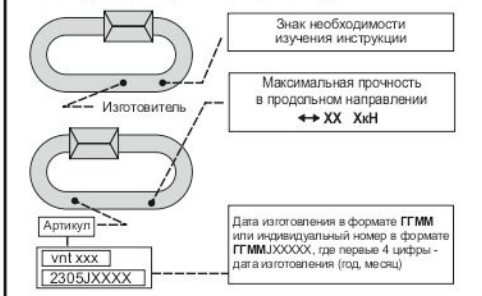 Знак необходимости
изучения инструкции
Изготовитель
Максимальная прочность
в продольном направлении
↔ XX XкН
Артикул
vnt xxx
2305JXXXX
Дата изготовления в формате ГГММ
или индивидуальный номер в формате
ГГММJXXXXX, где первые 4 цифры -
дата изготовления (год, месяц)